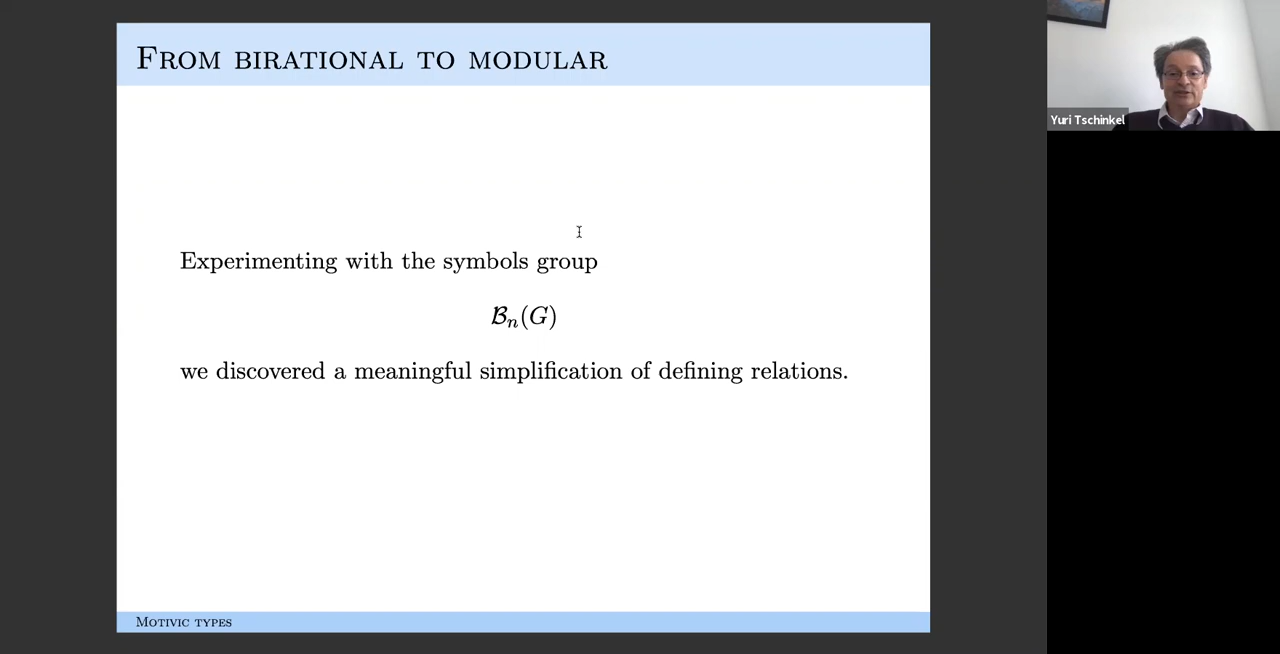 From birational to modular
Experimenting with the symbols group
𝓑ₙ(G)
we discovered a meaningful simplification of defining relations.
Motivic types
Yuri Tschinkel